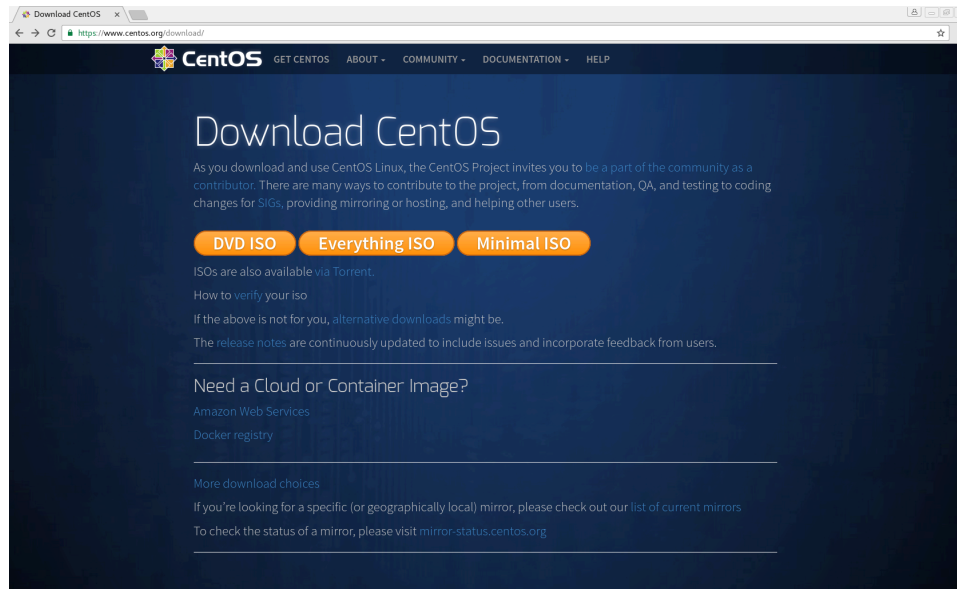 Download CentOS
https://www.centos.org/download/
CentOS GET CENTOS ABOUT COMMUNITY DOCUMENTATION HELP
Download CentOS
As you download and use CentOS Linux, the CentOS Project invites you to be a part of the community as a
contributor. There are many ways to contribute to the project, from documentation, QA, and testing to coding
changes for SIGs, providing mirroring or hosting, and helping other users.
DVD ISO Everything ISO Minimal ISO
ISOs are also available via Torrent.
How to verify your iso
If the above is not for you, alternative downloads might be.
The release notes are continuously updated to include issues and incorporate feedback from users.
Need a Cloud or Container Image?
Amazon Web Services
Docker registry
More download choices
If you're looking for a specific (or geographically local) mirror, please check out our list of current mirrors
To check the status of a mirror, please visit mirror-status.centos.org